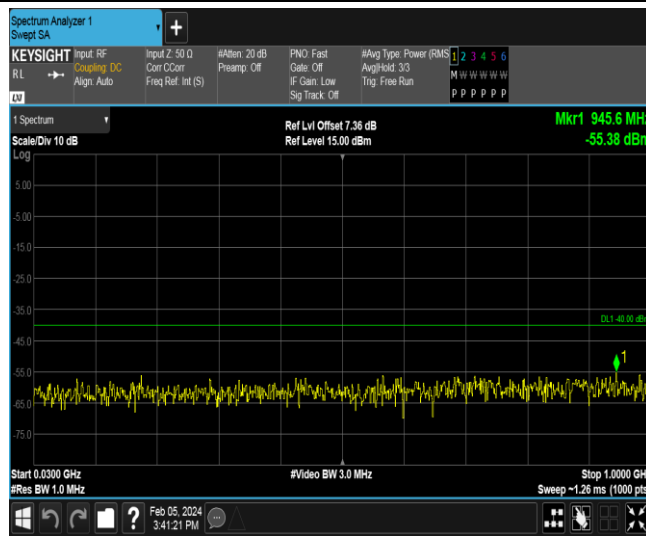 Spectrum Analyzer 1
Swept SA
+
KEYSIGHT
RL
Input: RF
Coupling: DC
Align: Auto
Input Z: 50 Ω
Corr CCorr
Freq Ref: Int (S)
#Atten: 20 dB
Preamp: Off
PNO: Fast
Gate: Off
IF Gain: Low
Sig Track: Off
#Avg Type: Power (RMS
Avg|Hold: 3/3
Trig: Free Run
1 2 3 4 5 6
M W W W W W
P P P P P P
1 Spectrum
Scale/Div 10 dB
Log
Ref Lvl Offset 7.36 dB
Ref Level 15.00 dBm
Mkr1 945.6 MHz
-55.38 dBm
5.00
-5.00
-15.0
-25.0
-35.0
DL1 -40.00 dBm
-45.0
1
-55.0
-65.0
-75.0
Start 0.0300 GHz
#Res BW 1.0 MHz
#Video BW 3.0 MHz
Stop 1.0000 GH
Sweep ~1.26 ms (1000 pts
?
Feb 05, 2024
3:41:21 PM